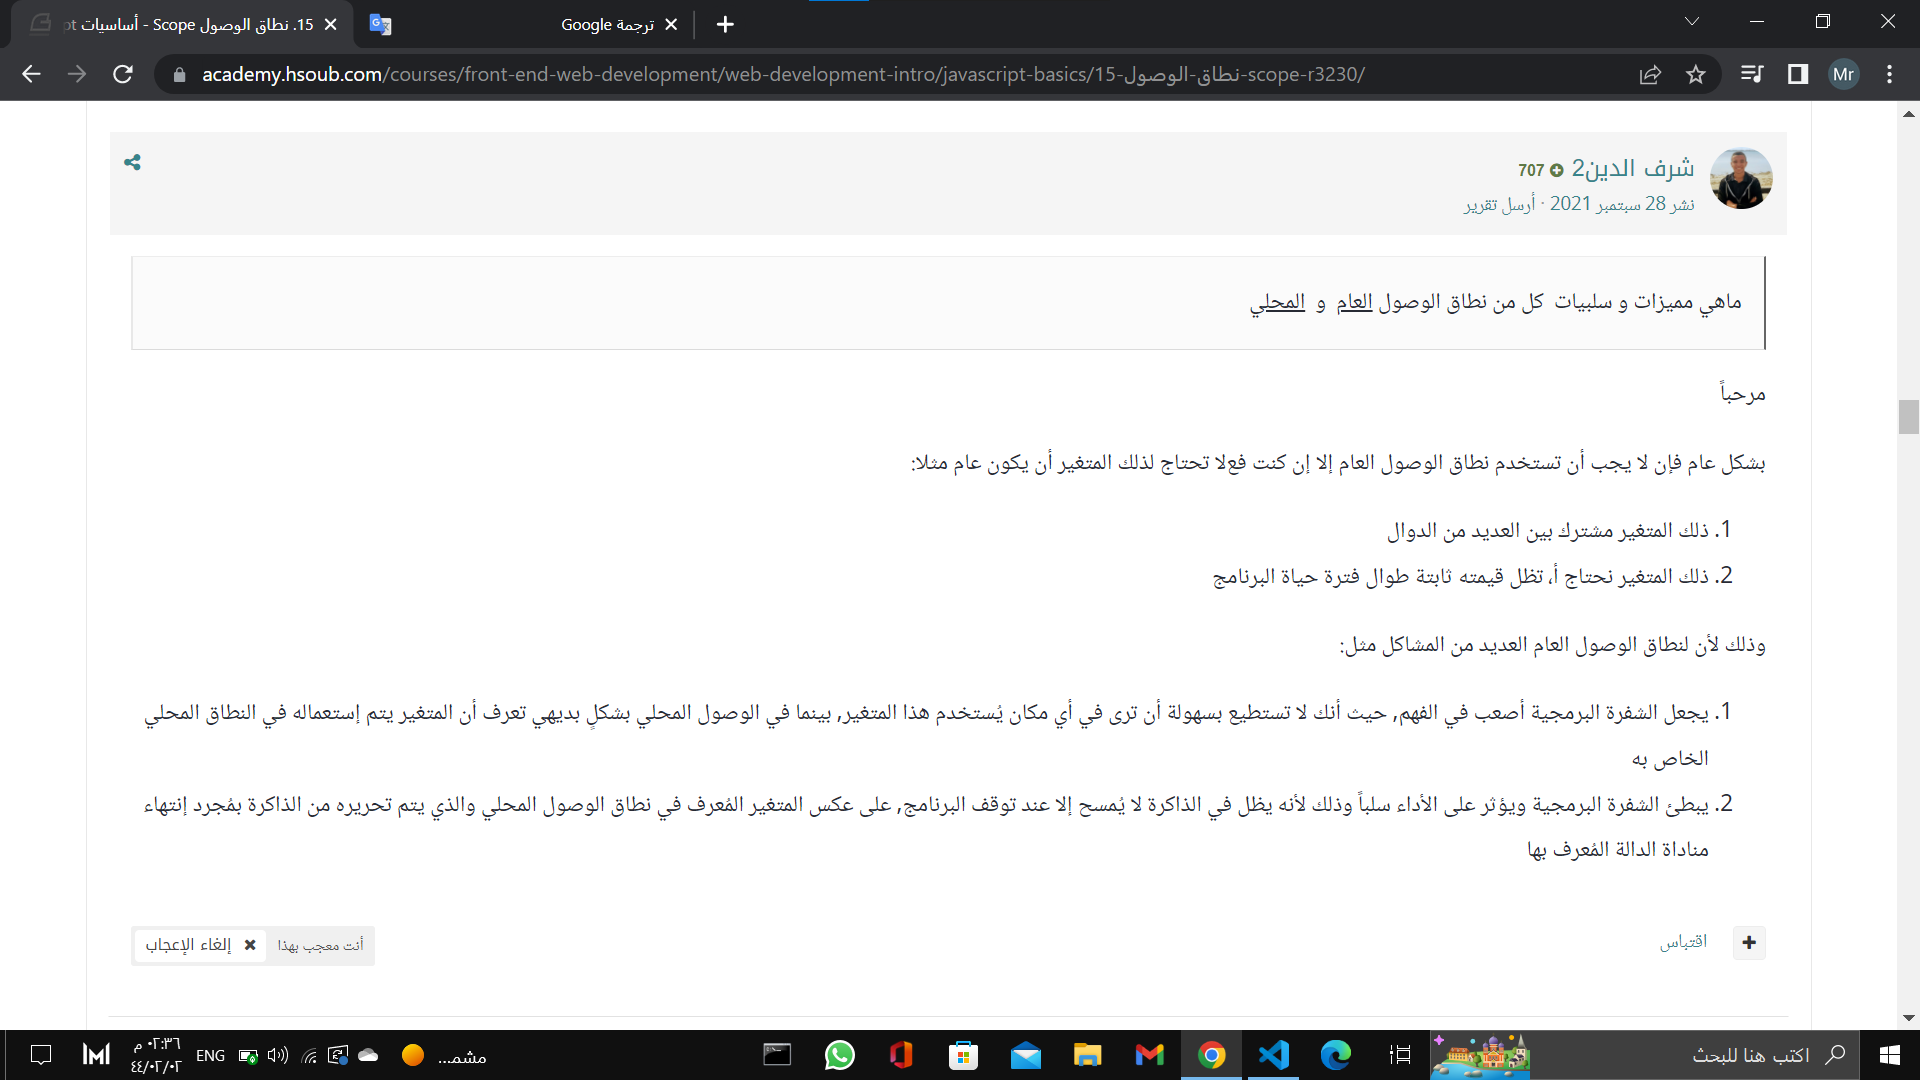 15. نطاق الوصول Scope - أساسيات pt
ترجمة Google
academy.hsoub.com/courses/front-end-web-development/web-development-intro/javascript-basics/15-نطاق-الوصول-scope-r3230/
Mr
شرف الدين2
707
نشر 28 سبتمبر 2021 · أرسل تقرير
ماهي مميزات و سلبيات كل من نطاق الوصول العام و المحلي
مرحباً
بشكل عام فإن لا يجب أن تستخدم نطاق الوصول العام إلا إن كنت فعﻻ تحتاج لذلك المتغير أن يكون عام مثلا:
1. ذلك المتغير مشترك بين العديد من الدوال
2. ذلك المتغير نحتاج أ، تظل قيمته ثابتة طوال فترة حياة البرنامج
وذلك لأن لنطاق الوصول العام العديد من المشاكل مثل:
1. يجعل الشفرة البرمجية أصعب في الفهم, حيث أنك لا تستطيع بسهولة أن ترى في أي مكان يُستخدم هذا المتغير, بينما في الوصول المحلي بشكلٍ بديهي تعرف أن المتغير يتم إستعماله في النطاق المحلي
الخاص به
2. يبطئ الشفرة البرمجية ويؤثر على الأداء سلباً وذلك لأنه يظل في الذاكرة لا يُمسح إلا عند توقف البرنامج, على عكس المتغير المُعرف في نطاق الوصول المحلي والذي يتم تحريره من الذاكرة بمُجرد إنتهاء
مناداة الدالة المُعرف بها
اقتباس
أنت معجب بهذا
إلغاء الإعجاب
اكتب هنا للبحث
مشمـ...
ENG
٠٢:٣٦ م
٤٤/٠٢/٠٢